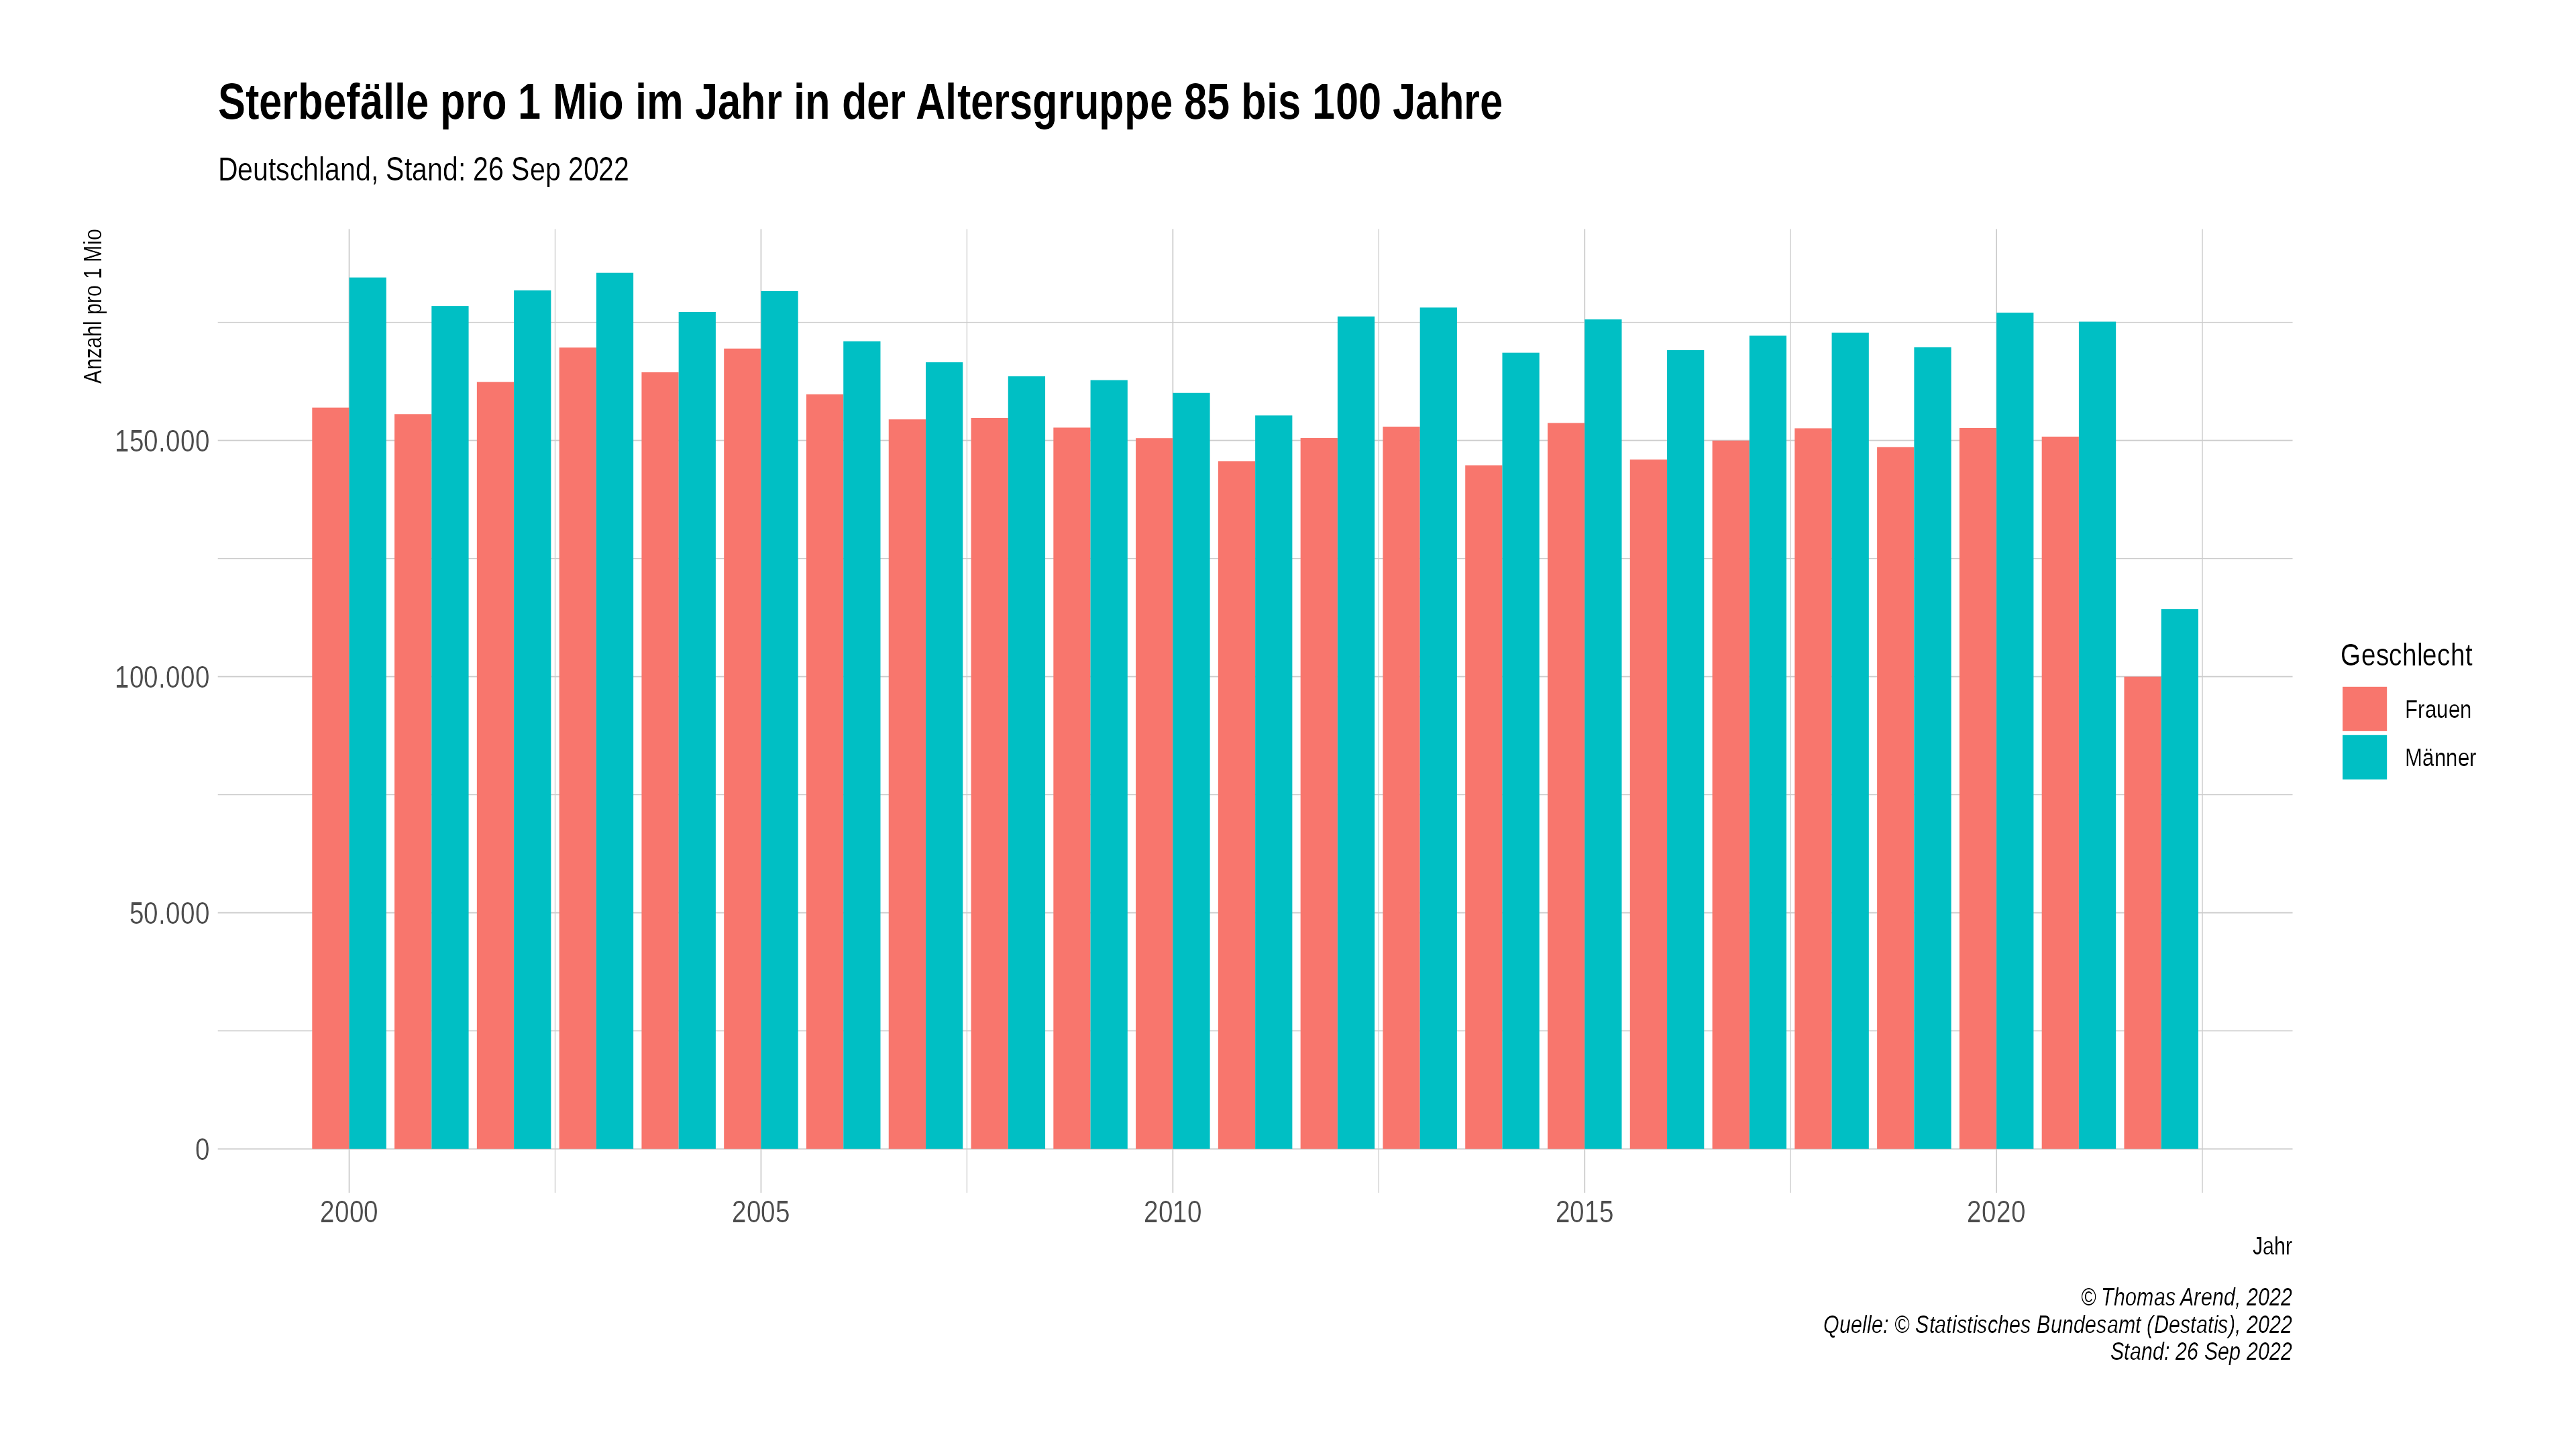 Sterbefälle pro 1 Mio im Jahr in der Altersgruppe 85 bis 100 Jahre
Deutschland, Stand: 26 Sep 2022
Anzahl pro 1 Mio
150.000
100.000
50.000
0
2000
2005
2010
2015
2020
Jahr
Geschlecht
Frauen
Männer
© Thomas Arend, 2022
Quelle: © Statistisches Bundesamt (Destatis), 2022
Stand: 26 Sep 2022